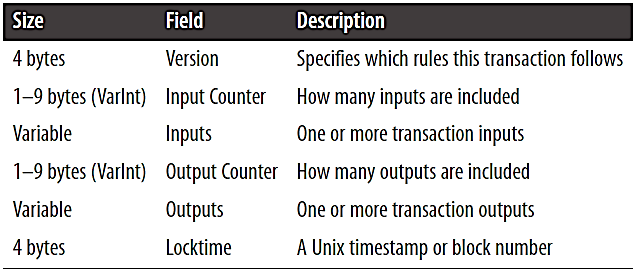 Size Field Description
4 bytes Version Specifies which rules this transaction follows
1–9 bytes (VarInt) Input Counter How many inputs are included
Variable Inputs One or more transaction inputs
1–9 bytes (VarInt) Output Counter How many outputs are included
Variable Outputs One or more transaction outputs
4 bytes Locktime A Unix timestamp or block number